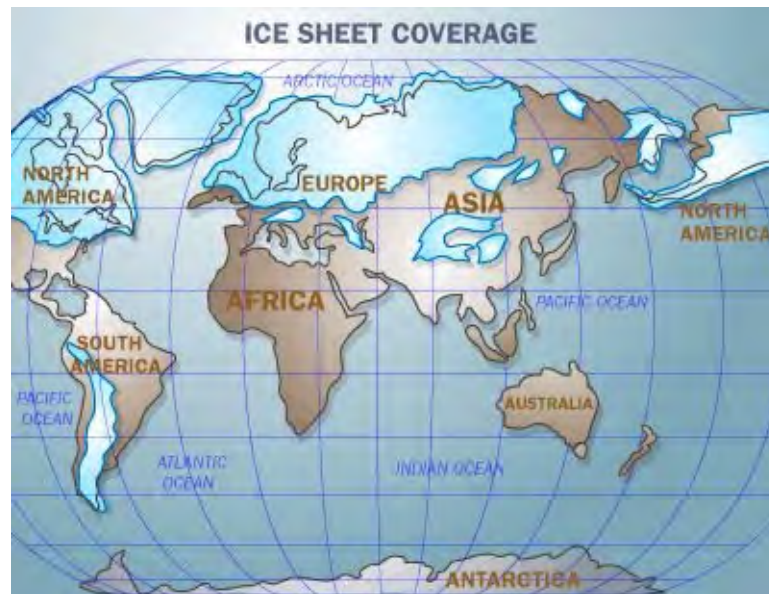 ICE SHEET COVERAGE
ARCTIC OCEAN
NORTH
AMERICA
EUROPE
ASIA
NORTH
AMERICA
AFRICA
PACIFIC OCEAN
SOUTH
AMERICA
PACIFIC
OCEAN
AUSTRALIA
ATLANTIC
OCEAN
INDIAN OCEAN
ANTARCTICA